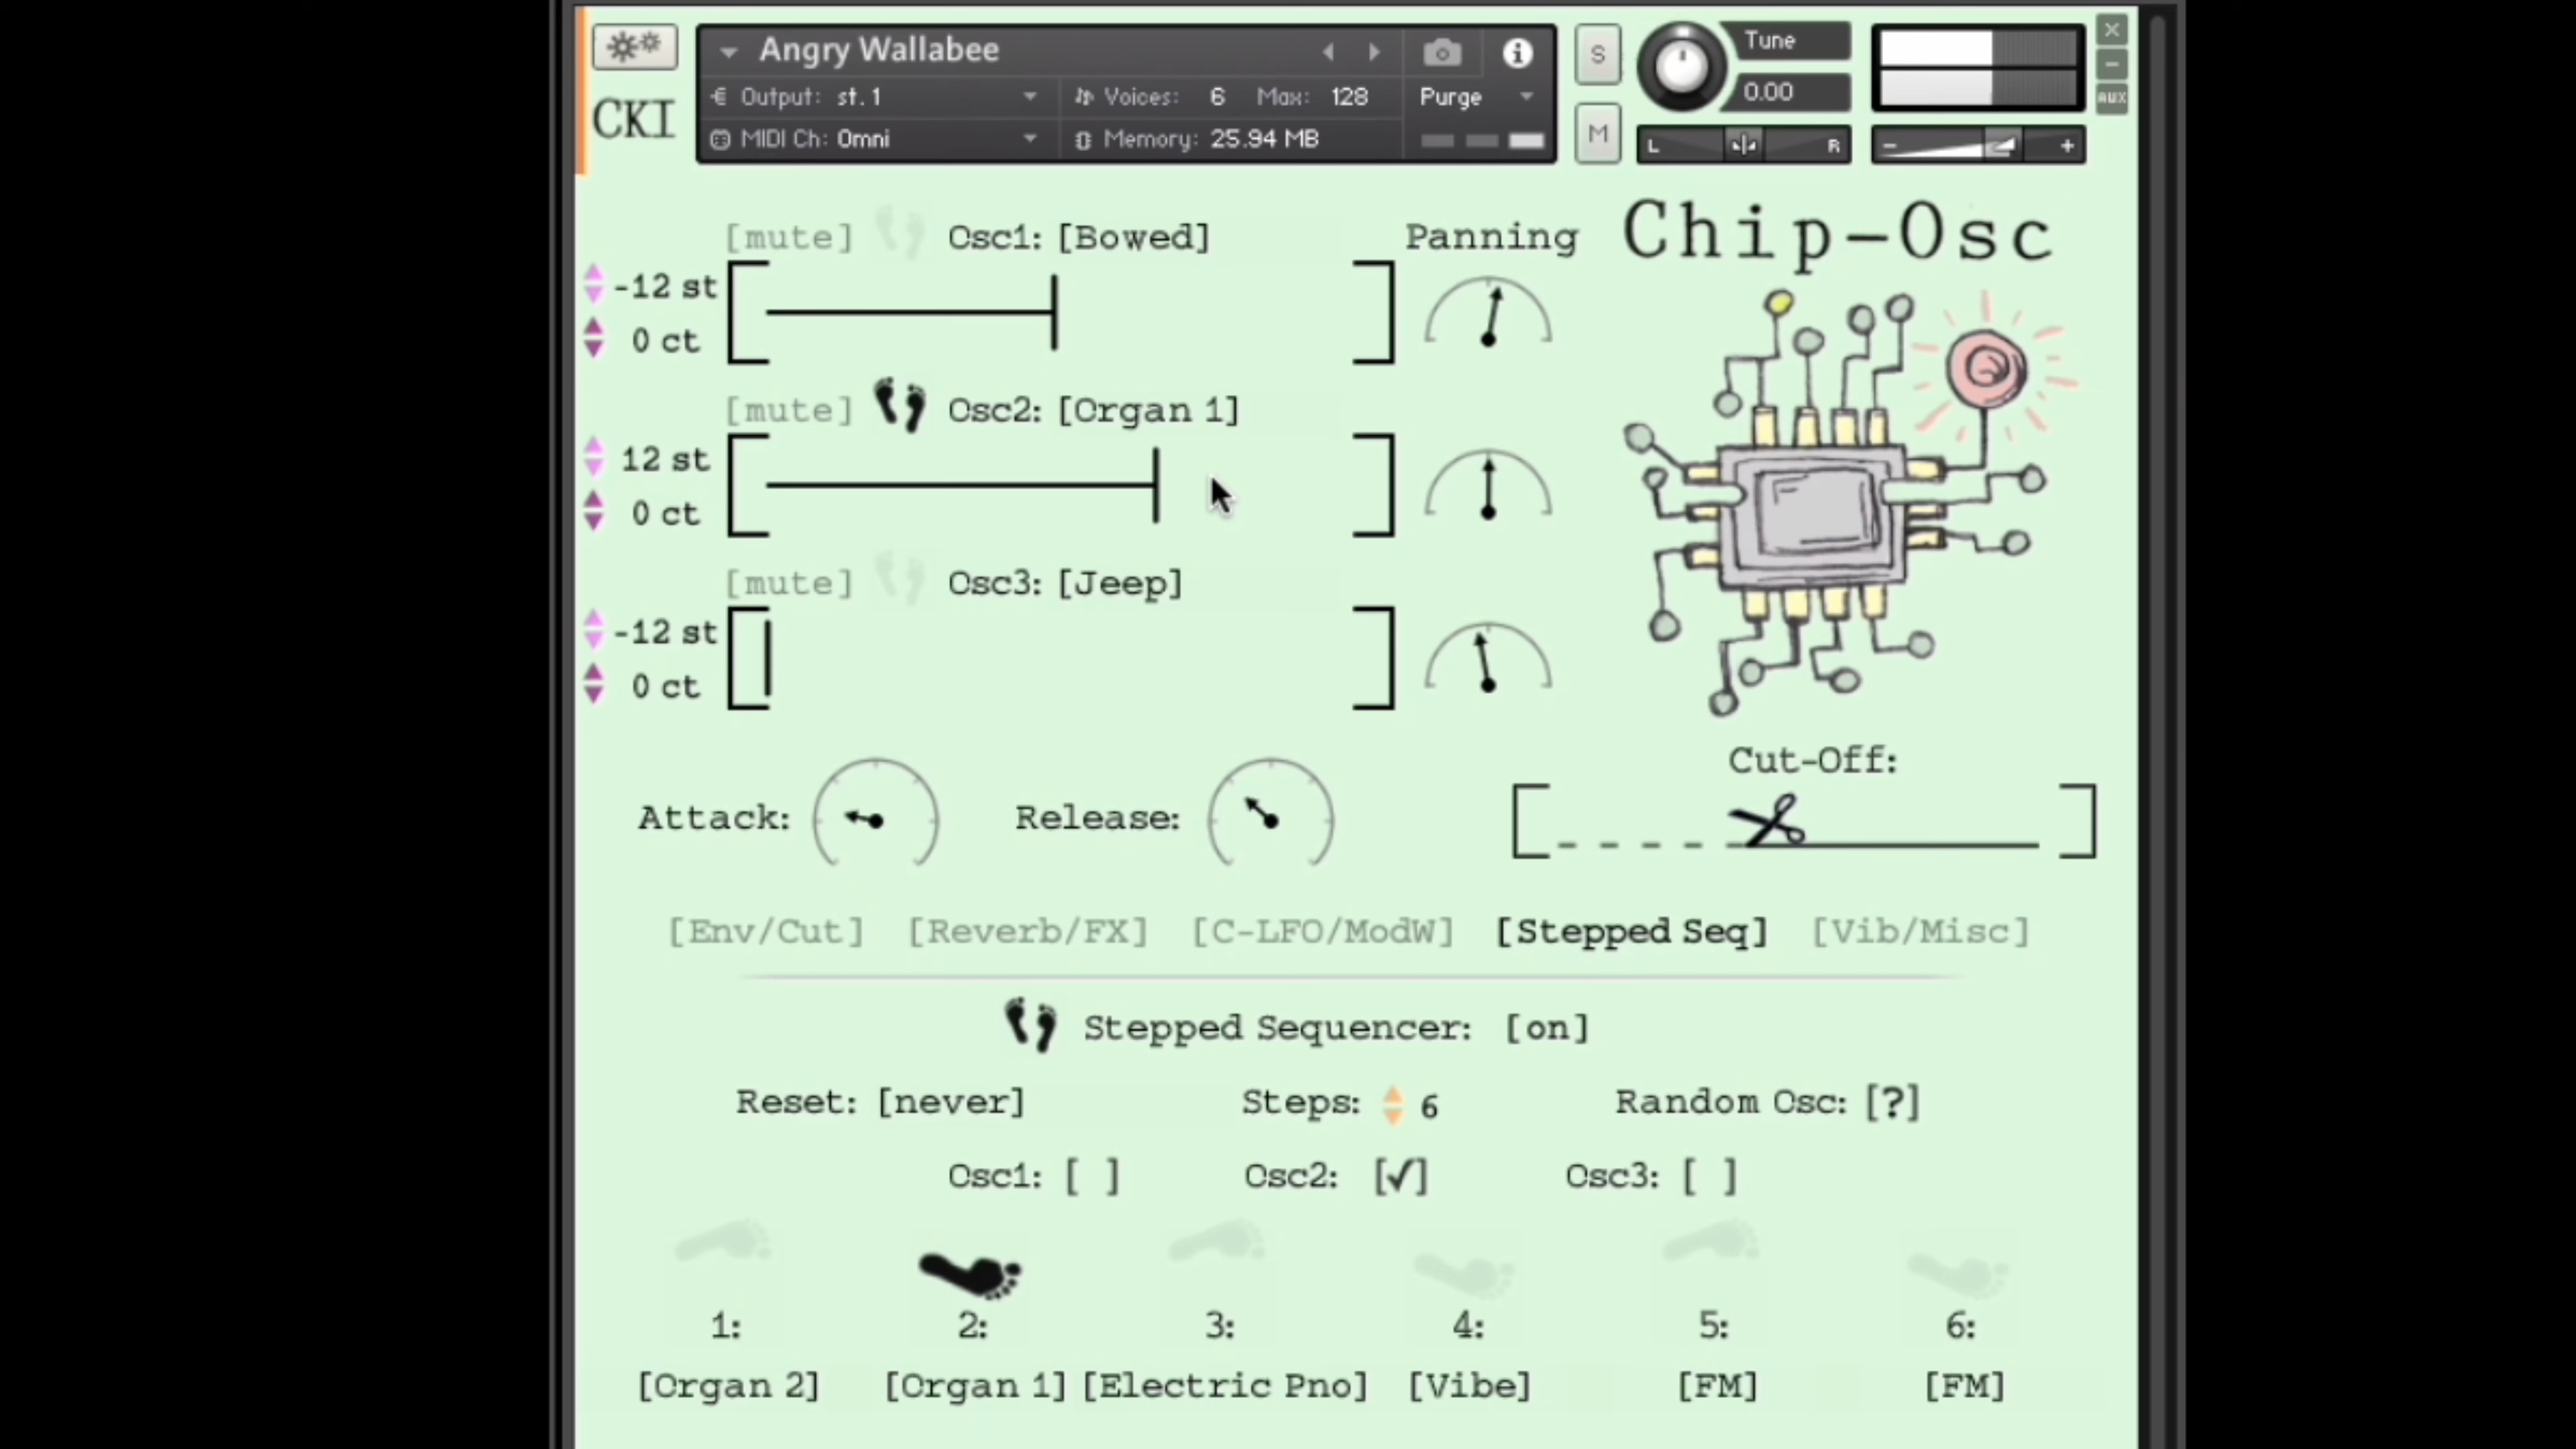 Angry Wallabee
S
Tune
CKI
Output: st.1
Voices: 6 Max: 128
Purge
0.00
AUX
MIDI Ch: Omni
Memory: 25.94 MB
M
L R
- +
[mute] Osc1: [Bowed]
Panning
Chip-Osc
-12 st
0 ct
[mute] Osc2: [Organ 1]
12 st
0 ct
[mute] Osc3: [Jeep]
-12 st
0 ct
Cut-Off:
Attack:
Release:
[Env/Cut] [Reverb/FX] [C-LFO/ModW] [Stepped Seq] [Vib/Misc]
Stepped Sequencer: [on]
Reset: [never]
Steps: 6
Random Osc: [?]
Osc1: [ ]
Osc2: [✓]
Osc3: [ ]
1: 2: 3: 4: 5: 6:
[Organ 2] [Organ 1] [Electric Pno] [Vibe] [FM] [FM]